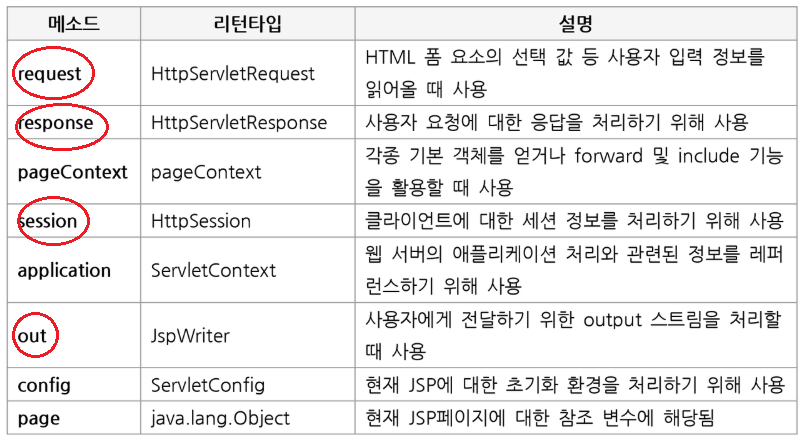 메소드 리턴타입 설명
request HttpServletRequest HTML 폼 요소의 선택 값 등 사용자 입력 정보를
읽어올 때 사용
response HttpServletResponse 사용자 요청에 대한 응답을 처리하기 위해 사용
pageContext pageContext 각종 기본 객체를 얻거나 forward 및 include 기능
을 활용할 때 사용
session HttpSession 클라이언트에 대한 세션 정보를 처리하기 위해 사용
application ServletContext 웹 서버의 애플리케이션 처리와 관련된 정보를 레퍼
런스하기 위해 사용
out JspWriter 사용자에게 전달하기 위한 output 스트림을 처리할
때 사용
config ServletConfig 현재 JSP에 대한 초기화 환경을 처리하기 위해 사용
page java.lang.Object 현재 JSP페이지에 대한 참조 변수에 해당됨